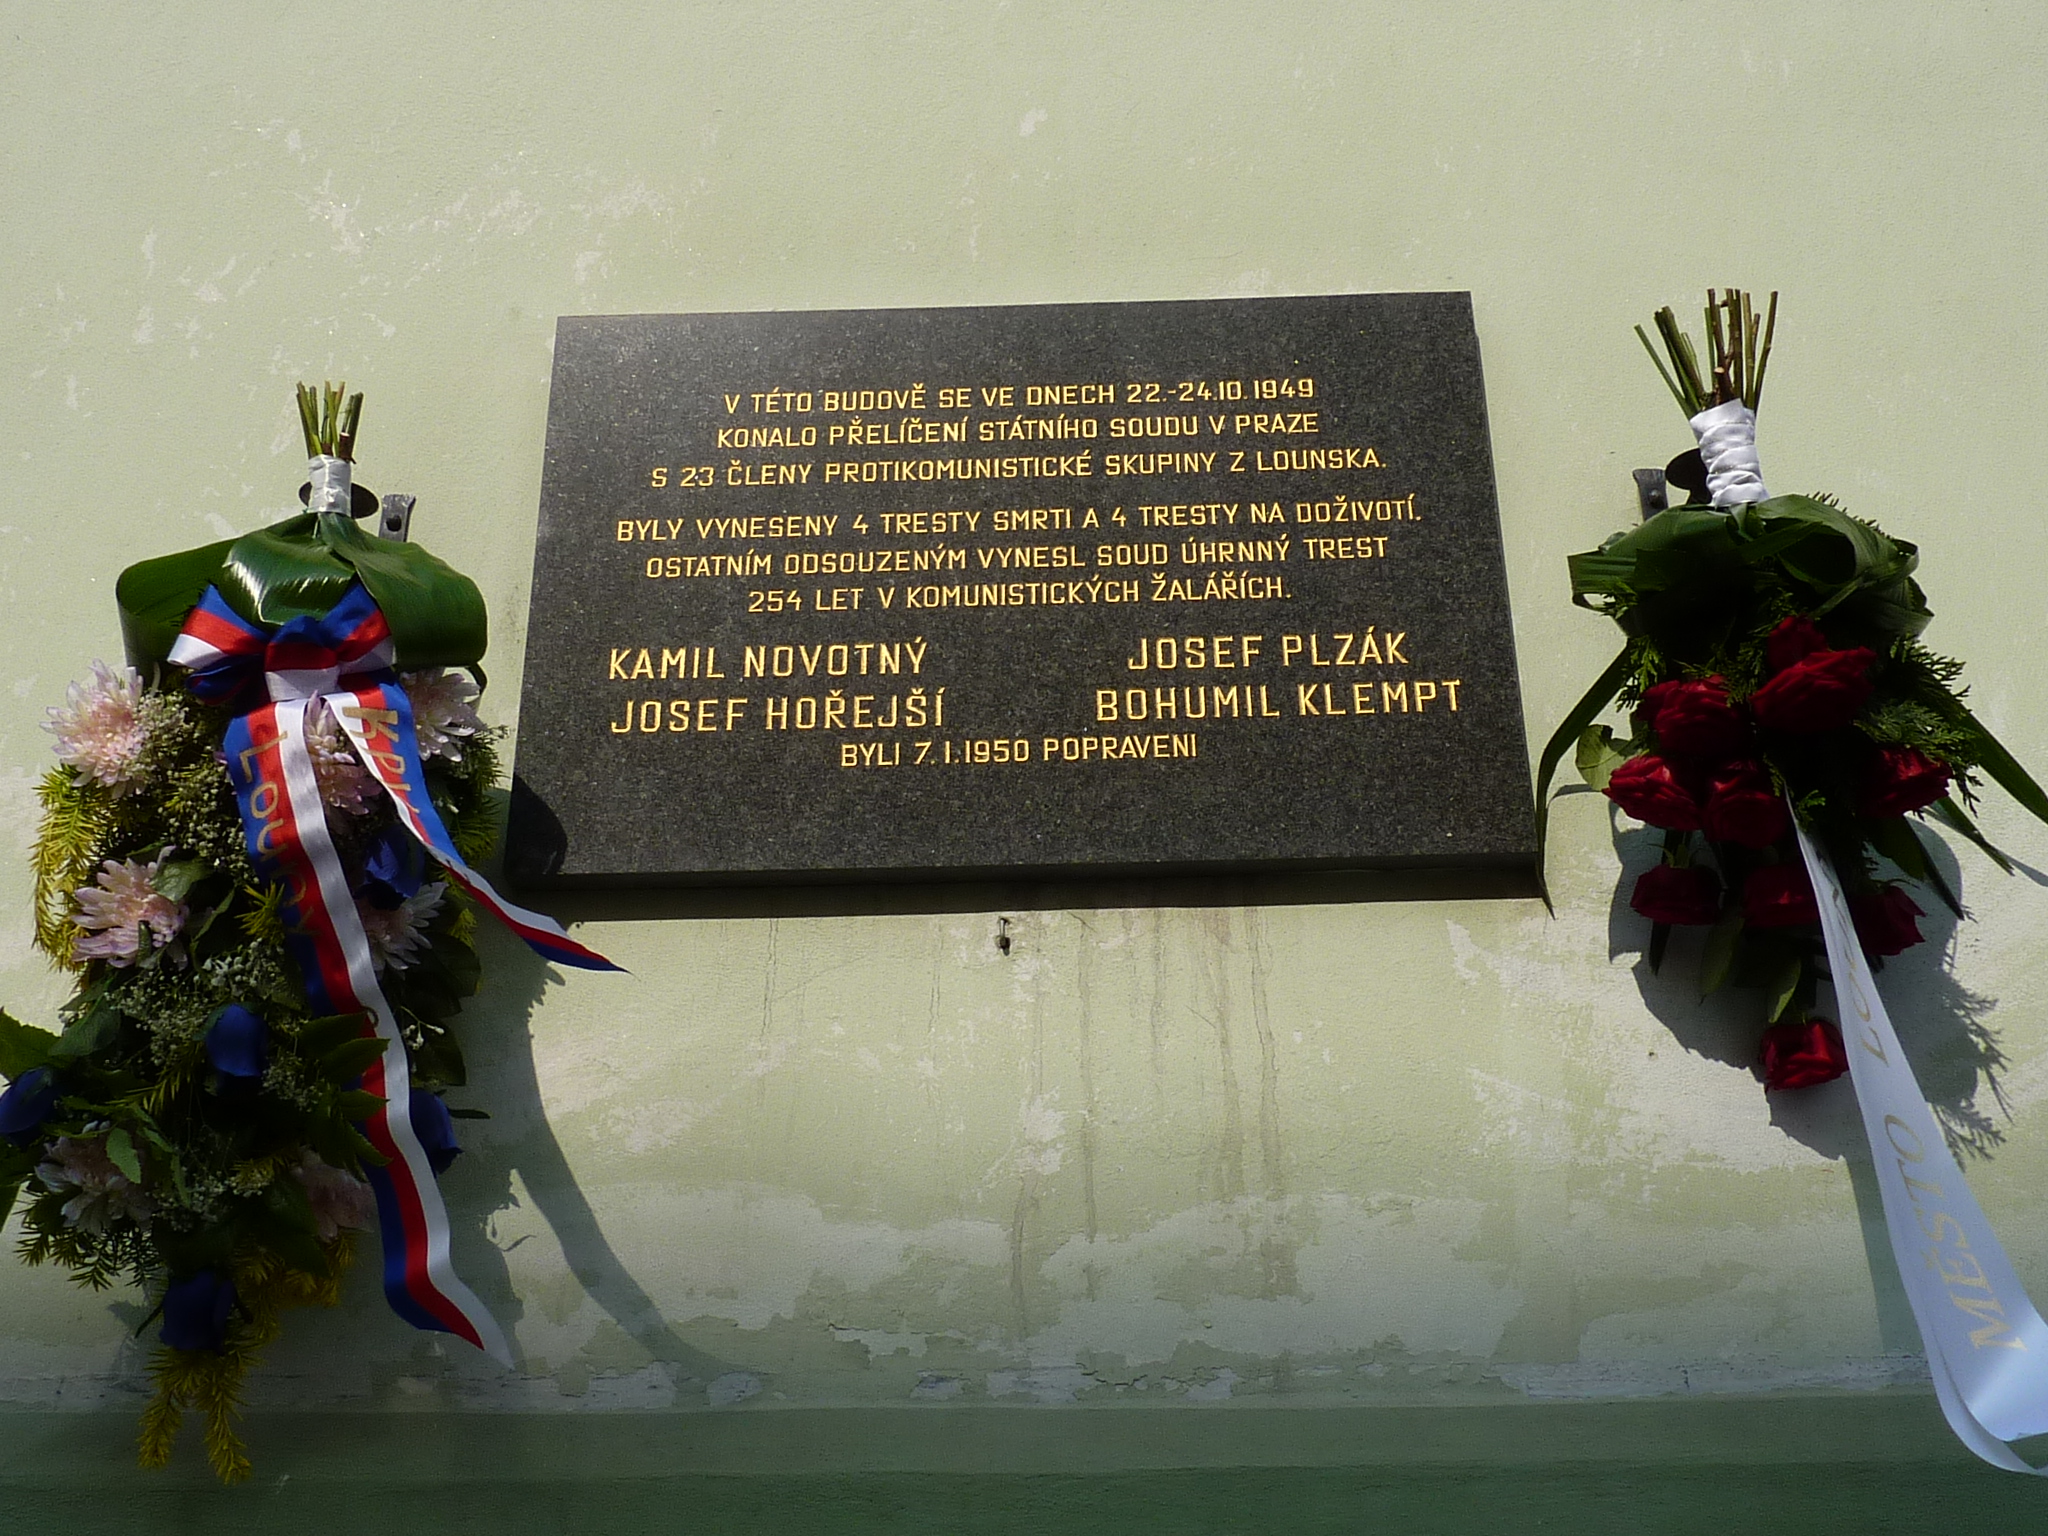 V TÉTO BUDOVĚ SE VE DNECH 22.-24.10.1949
KONALO PŘELÍČENÍ STÁTNÍHO SOUDU V PRAZE
S 23 ČLENY PROTIKOMUNISTICKÉ SKUPINY Z LOUNSKA.
BYLY VYNESENY 4 TRESTY SMRTI A 4 TRESTY NA DOŽIVOTÍ.
OSTATNÍM ODSOUZENÝM VYNESL SOUD ÚHRNNÝ TREST
254 LET V KOMUNISTICKÝCH ŽALÁŘÍCH.
KAMIL NOVOTNÝ JOSEF PLZÁK
JOSEF HOŘEJŠÍ BOHUMIL KLEMPT
BYLI 7.1.1950 POPRAVENI
Louny
MĚSTO